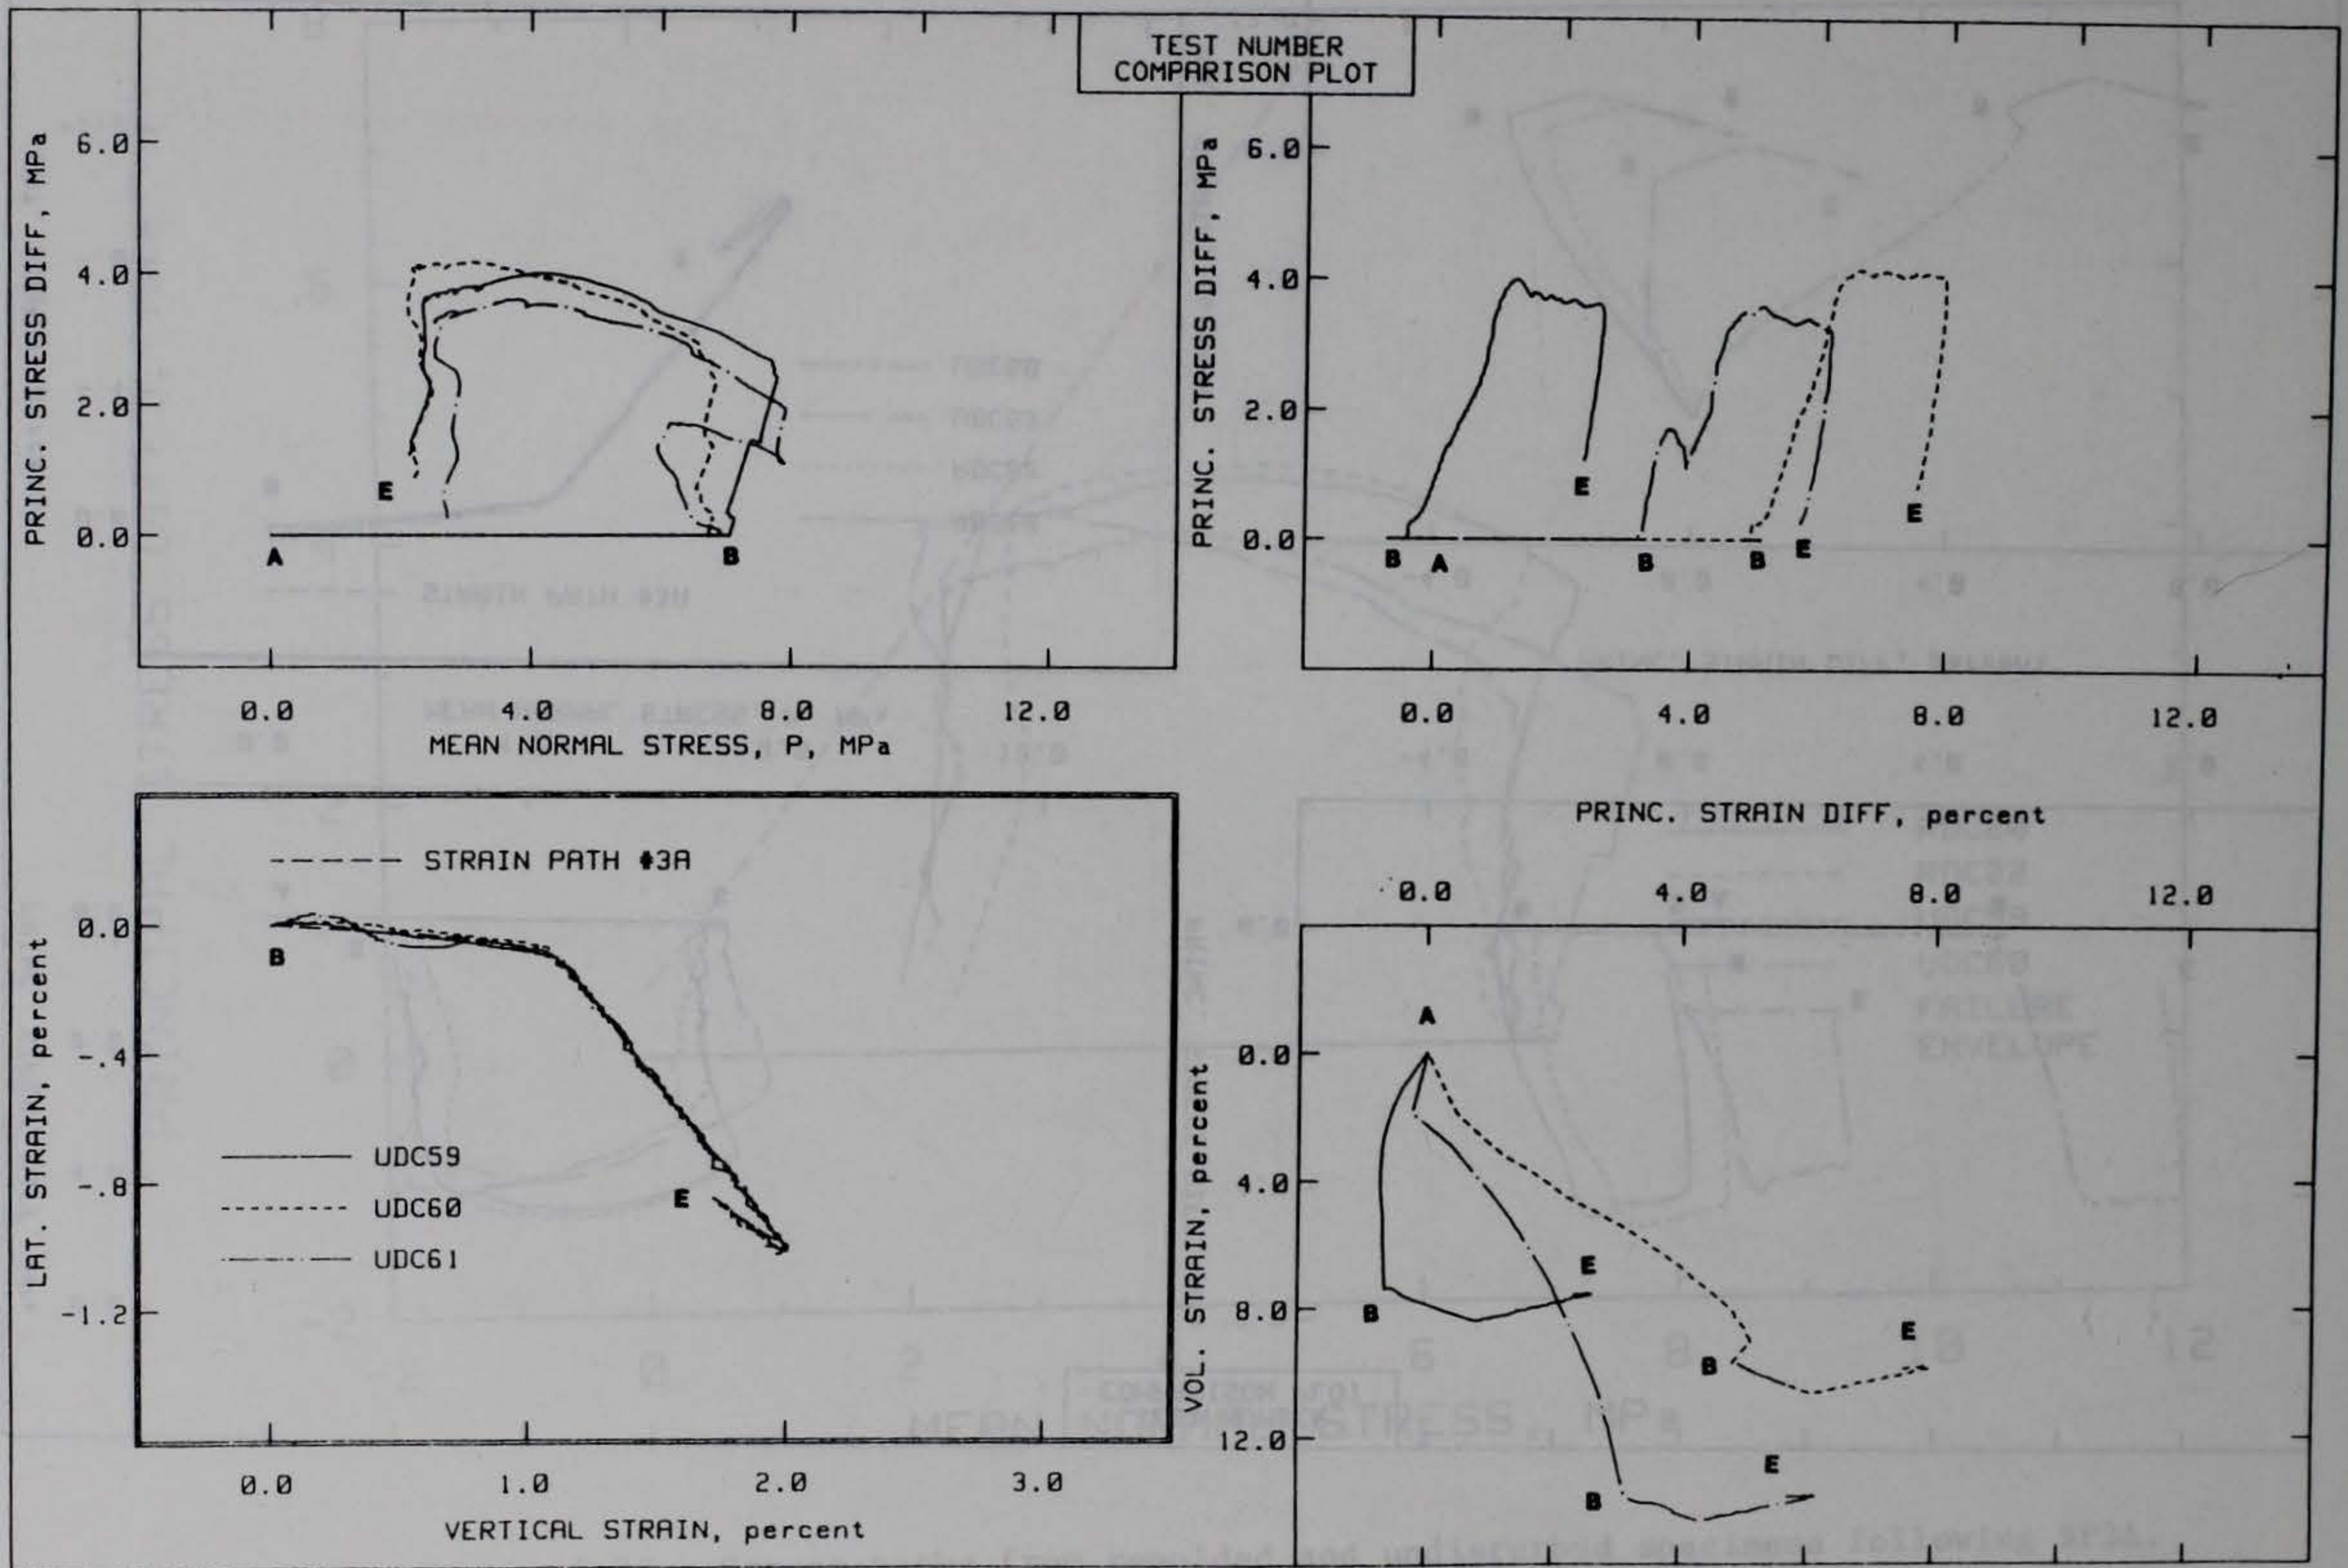 TEST NUMBER
COMPARISON PLOT
PRINC. STRESS DIFF, MPa
6.0
4.0
2.0
0.0
E
A
B
0.0 4.0 8.0 12.0
MEAN NORMAL STRESS, P, MPa
PRINC. STRESS DIFF, MPa
6.0
4.0
2.0
0.0
E
E
B A B B E
0.0 4.0 8.0 12.0
PRINC. STRAIN DIFF, percent
LAT. STRAIN, percent
STRAIN PATH #3A
0.0
B
-.4
-.8
-1.2
UDC59
UDC60
UDC61
E
0.0 1.0 2.0 3.0
VERTICAL STRAIN, percent
0.0 4.0 8.0 12.0
VOL. STRAIN, percent
A
0.0
4.0
8.0
12.0
E
B
E
B
E
B